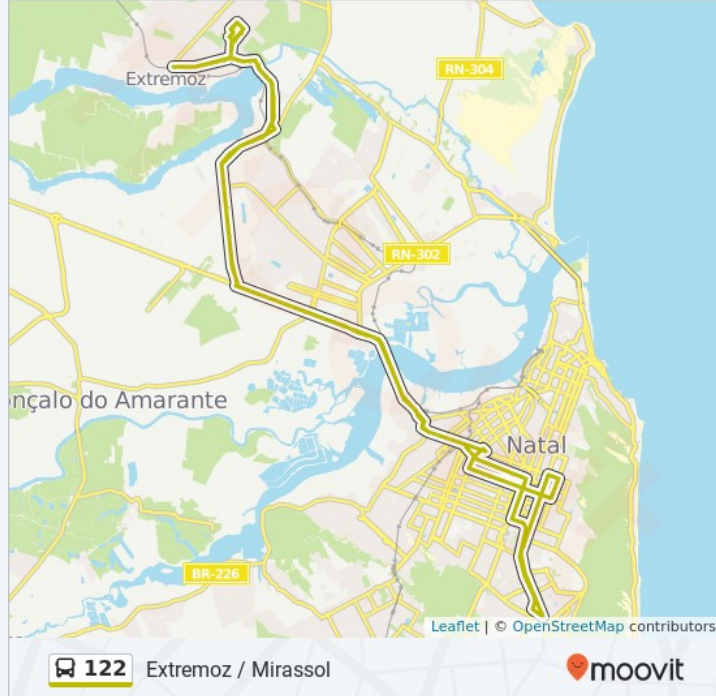 Extremoz
RN-304
RN-302
nçalo do Amarante
Natal
BR-226
Leaflet | © OpenStreetMap contributors
122 Extremoz / Mirassol
moovit